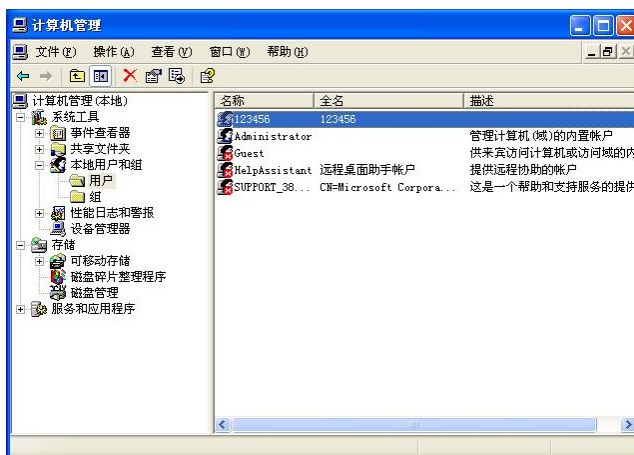 计算机管理
文件(F) 操作(A) 查看(V) 窗口(W) 帮助(H)
计算机管理(本地)
系统工具
事件查看器
共享文件夹
本地用户和组
用户
组
性能日志和警报
设备管理器
存储
可移动存储
磁盘碎片整理程序
磁盘管理
服务和应用程序
名称 全名 描述
123456 123456
Administrator 管理计算机(域)的内置帐户
Guest 供来宾访问计算机或访问域的内
HelpAssistant 远程桌面助手帐户 提供远程协助的帐户
SUPPORT_38... CN=Microsoft Corpora... 这是一个帮助和支持服务的提供